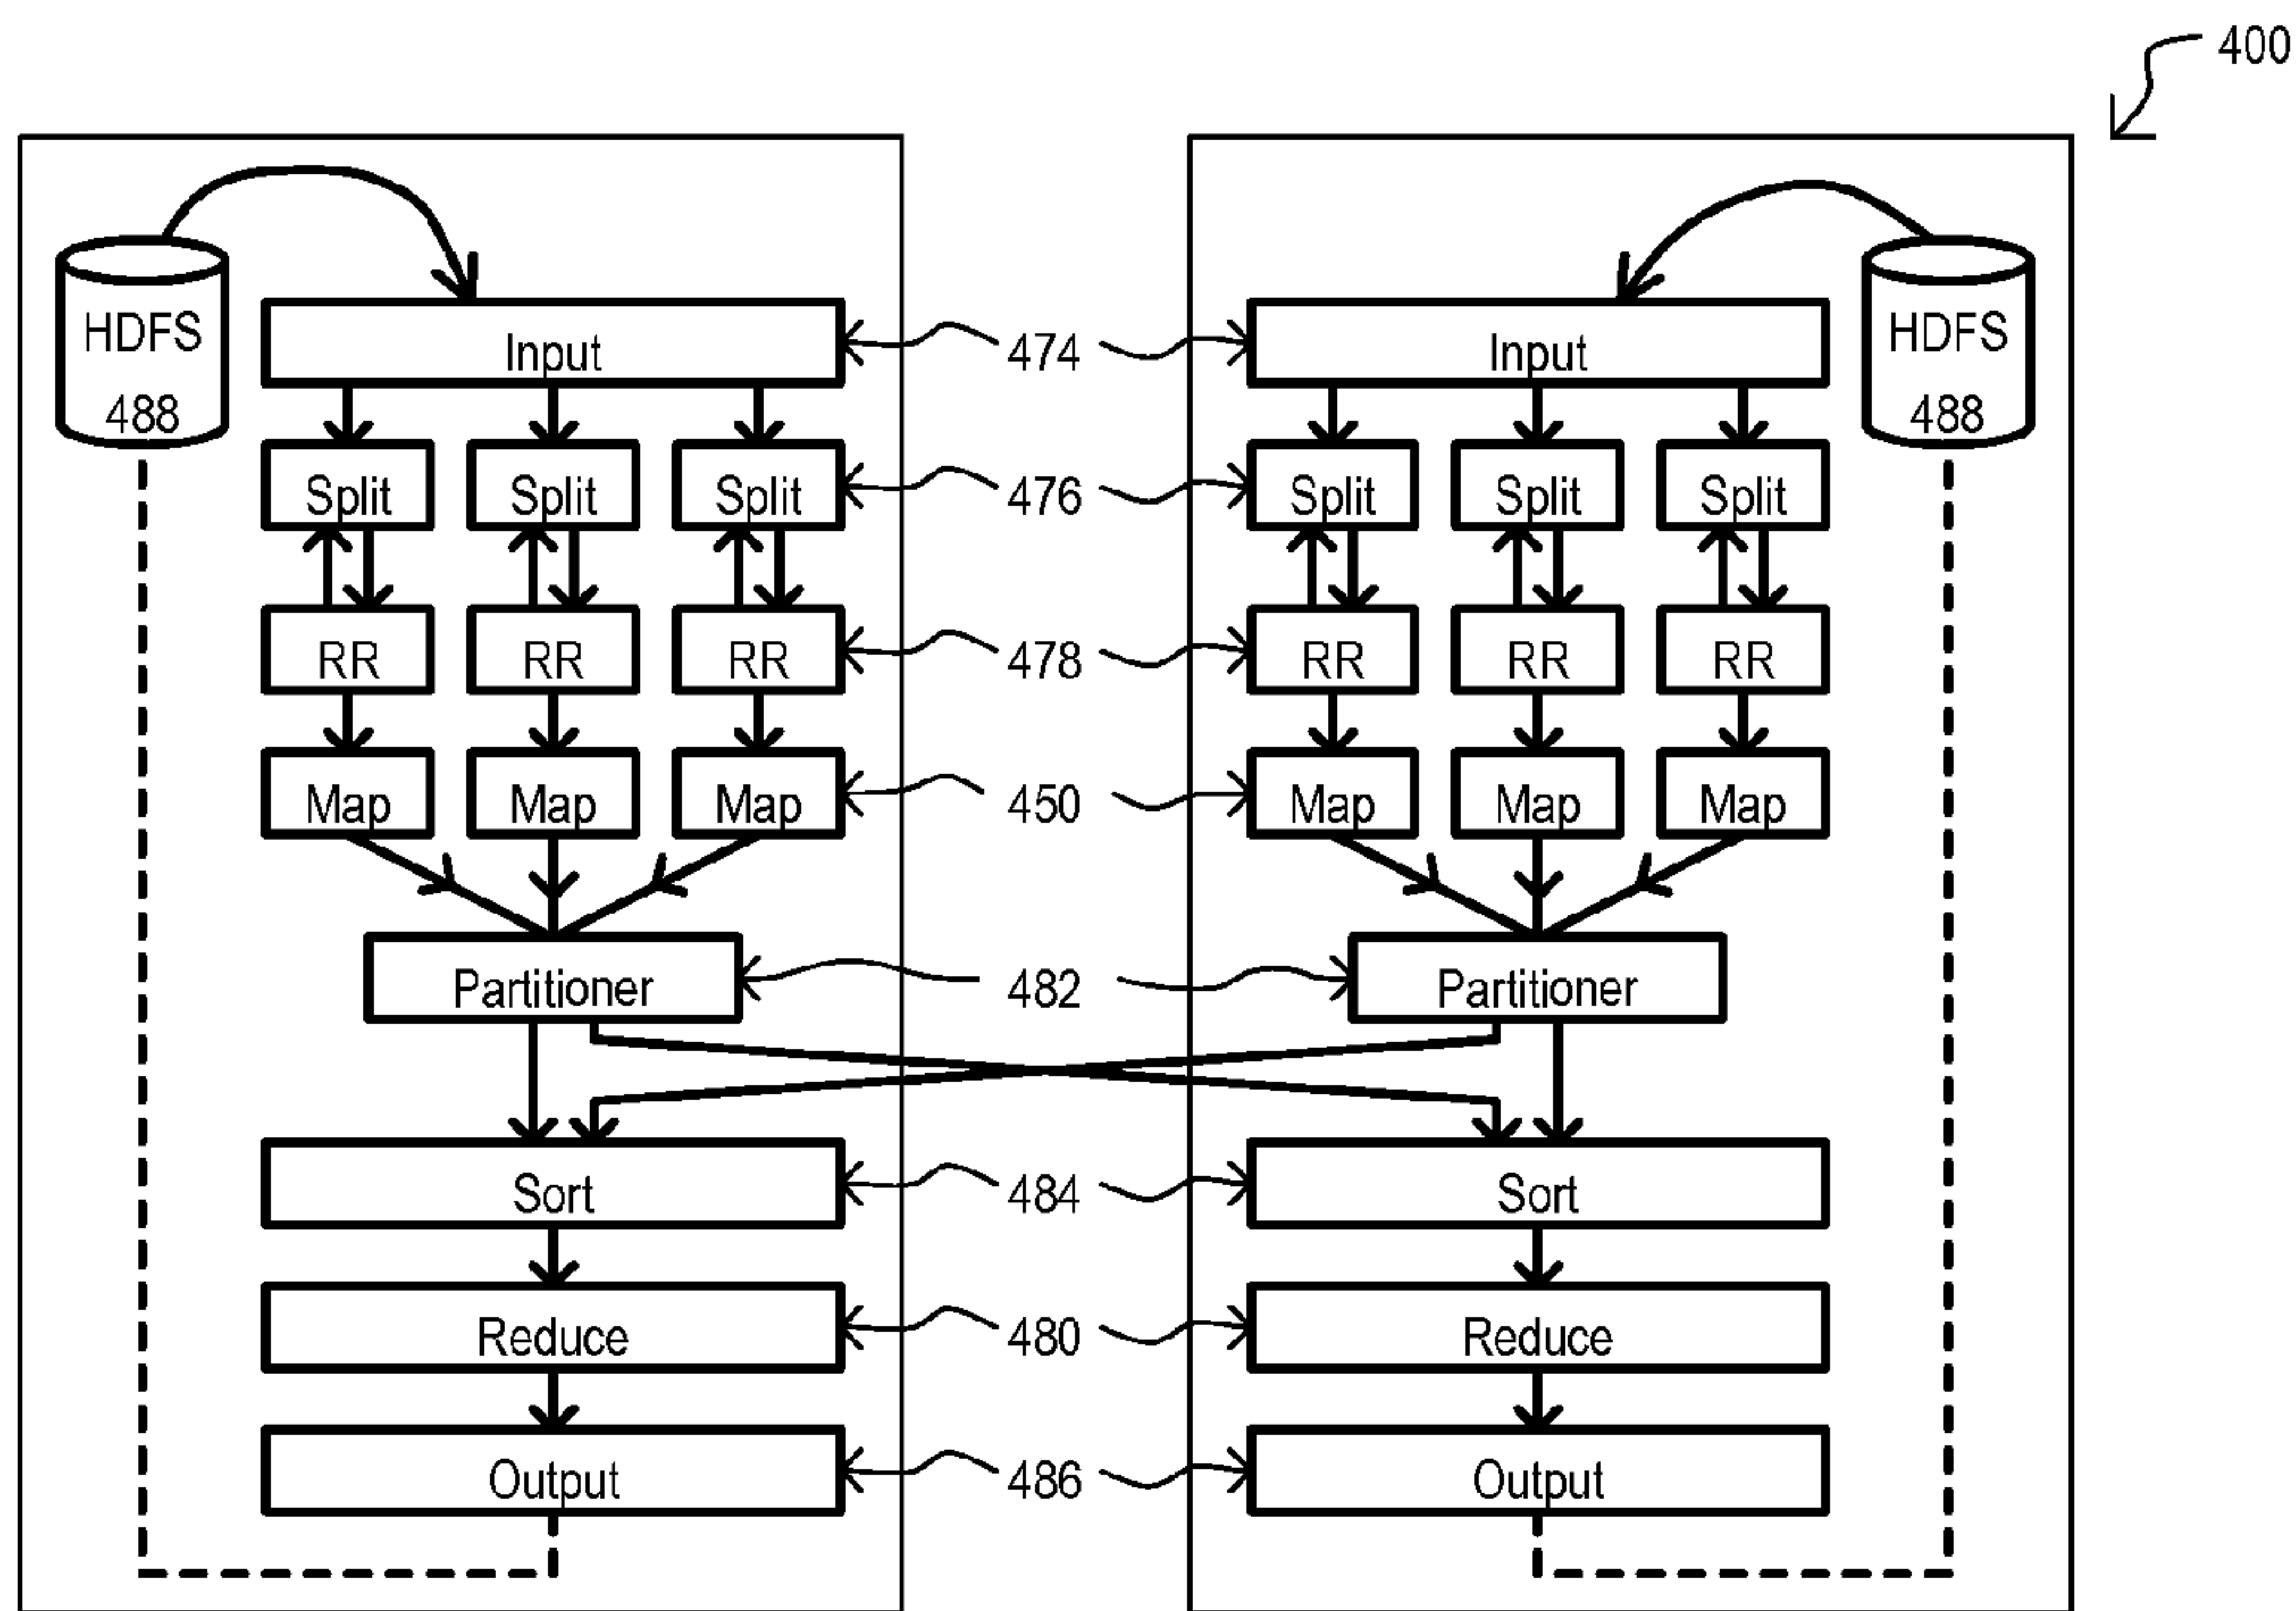 400
HDFS
488
Input
474
Input
HDFS
488
Split Split Split
476
Split Split Split
RR RR RR
478
RR RR RR
Map Map Map
450
Map Map Map
Partitioner
482
Partitioner
Sort
484
Sort
Reduce
480
Reduce
Output
486
Output